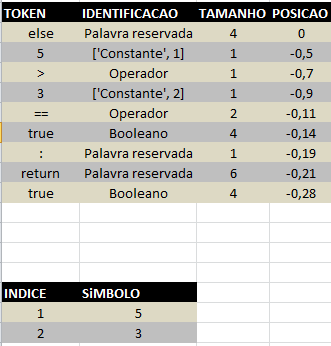 TOKEN IDENTIFICACAO TAMANHO POSICAO
else Palavra reservada 4 0
5 ['Constante', 1] 1 -0,5
> Operador 1 -0,7
3 ['Constante', 2] 1 -0,9
== Operador 2 -0,11
true Booleano 4 -0,14
: Palavra reservada 1 -0,19
return Palavra reservada 6 -0,21
true Booleano 4 -0,28
INDICE SiMBOLO
1 5
2 3